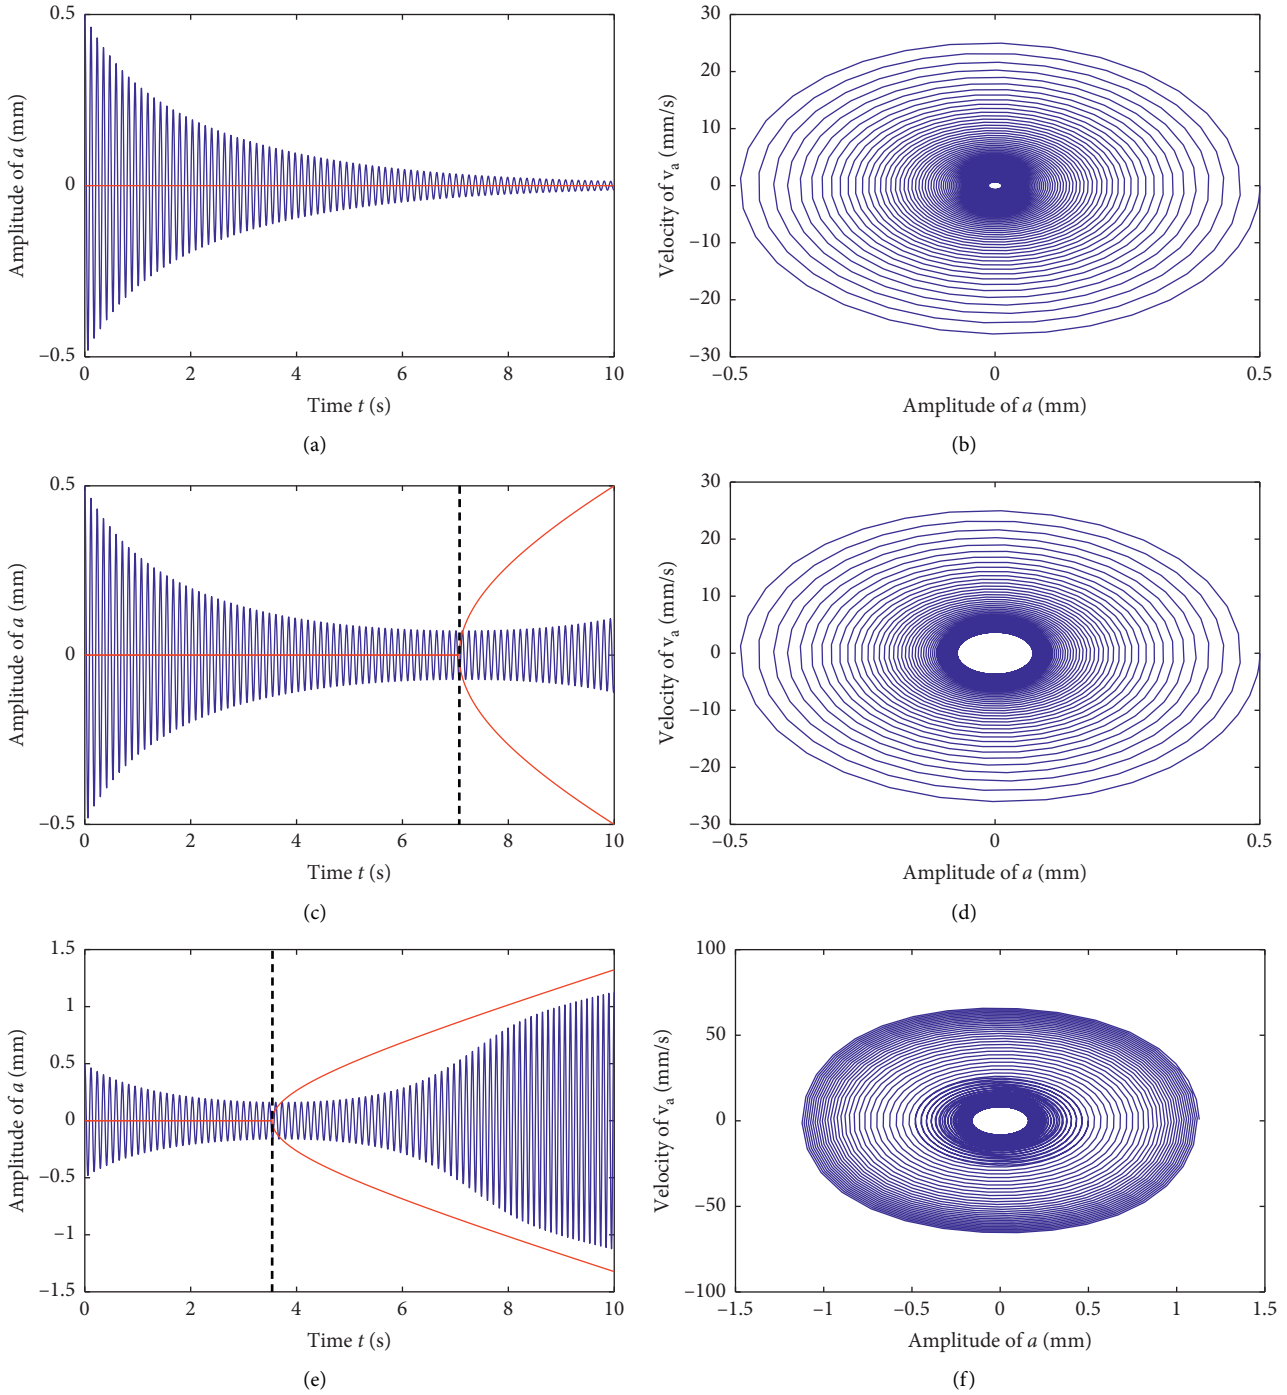 0.5
0
−0.5
Amplitude of a (mm)
0 2 4 6 8 10
Time t (s)
(a)
30
20
10
0
−10
−20
−30
Velocity of va (mm/s)
−0.5 0 0.5
Amplitude of a (mm)
(b)
0.5
0
−0.5
Amplitude of a (mm)
0 2 4 6 8 10
Time t (s)
(c)
30
20
10
0
−10
−20
−30
Velocity of va (mm/s)
−0.5 0 0.5
Amplitude of a (mm)
(d)
1.5
1
0.5
0
−0.5
−1
−1.5
Amplitude of a (mm)
0 2 4 6 8 10
Time t (s)
(e)
100
50
0
−50
−100
Velocity of va (mm/s)
−1.5 −1 −0.5 0 0.5 1 1.5
Amplitude of a (mm)
(f)